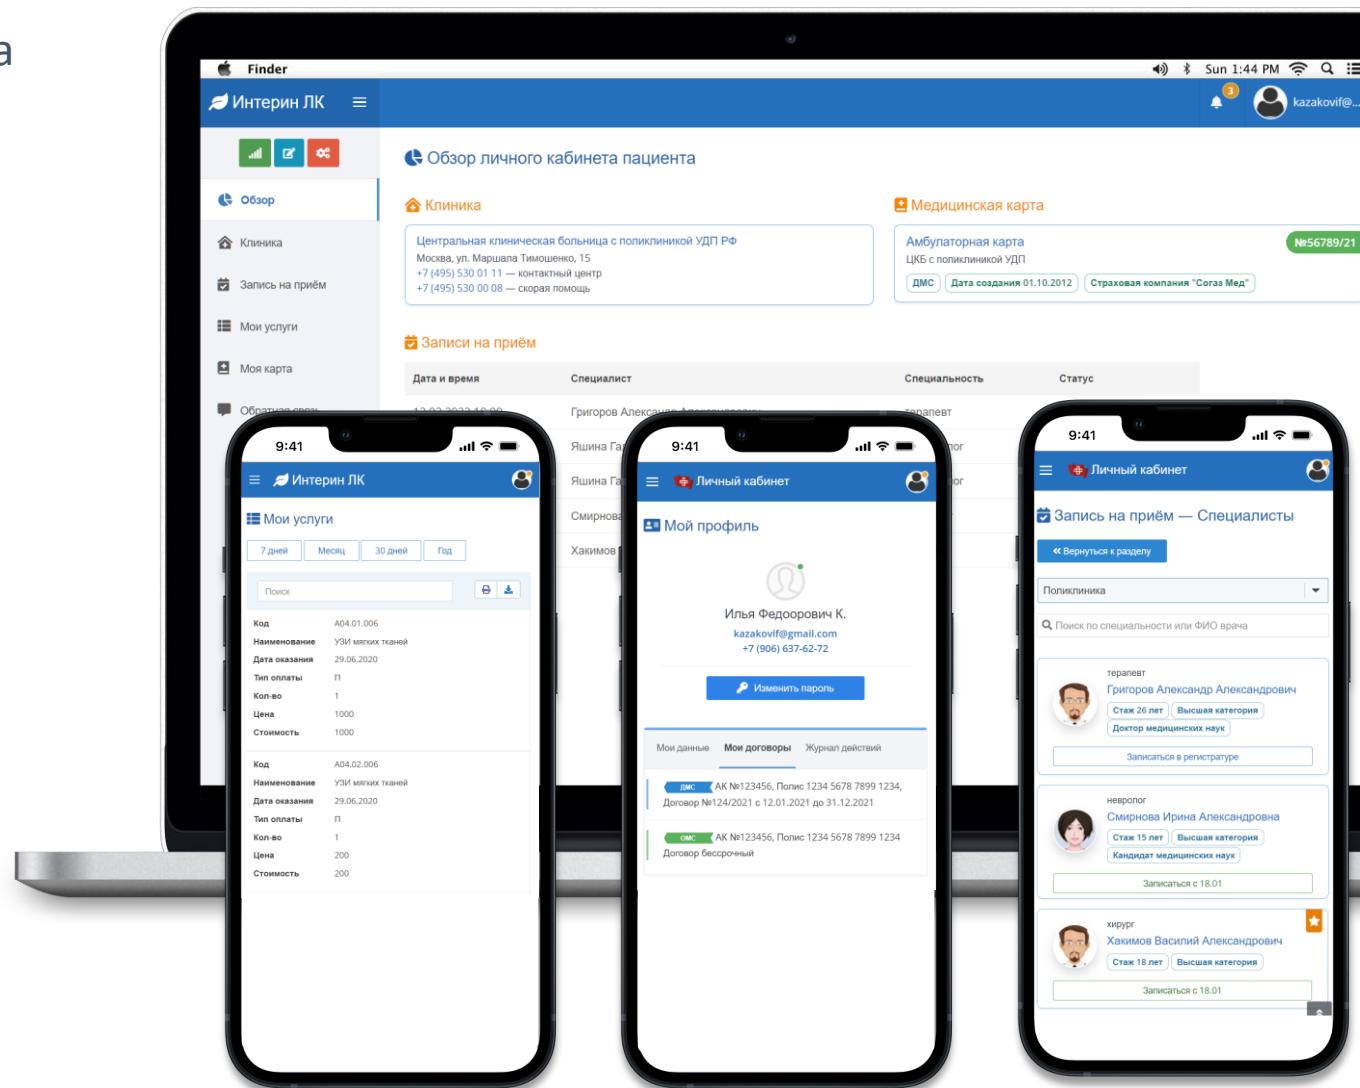 а
Finder
Sun 1:44 PM
Интерин ЛК
3
kazakovif@...
Обзор личного кабинета пациента
Обзор
Клиника
Запись на приём
Мои услуги
Моя карта
Обратная связь
Клиника
Центральная клиническая больница с поликлиникой УДП РФ
Москва, ул. Маршала Тимошенко, 15
+7 (495) 530 01 11 — контактный центр
+7 (495) 530 00 08 — скорая помощь
Медицинская карта
Амбулаторная карта
№56789/21
ЦКБ с поликлиникой УДП
ДМС Дата создания 01.10.2012 Страховая компания "Согаз Мед"
Записи на приём
Дата и время Специалист Специальность Статус
Григоров Александр терапевт
Яшина
Яшина
Смирнова
Хакимов
9:41
Интерин ЛК
Мои услуги
7 дней Месяц 30 дней Год
Поиск
Код A04.01.006
Наименование УЗИ мягких тканей
Дата оказания 29.06.2020
Тип оплаты П
Кол-во 1
Цена 1000
Стоимость 1000
Код A04.02.006
Наименование УЗИ мягких тканей
Дата оказания 29.06.2020
Тип оплаты П
Кол-во 1
Цена 200
Стоимость 200
9:41
Личный кабинет
Мой профиль
Илья Федоорович К.
kazakovif@gmail.com
+7 (906) 637-62-72
Изменить пароль
Мои данные Мои договоры Журнал действий
ДМС АК №123456, Полис 1234 5678 7899 1234,
Договор №124/2021 с 12.01.2021 до 31.12.2021
ОМС АК №123456, Полис 1234 5678 7899 1234
Договор бессрочный
9:41
Личный кабинет
Запись на приём — Специалисты
Вернуться к разделу
Поликлиника
Поиск по специальности или ФИО врача
терапевт
Григоров Александр Александрович
Стаж 26 лет Высшая категория
Доктор медицинских наук
Записаться в регистратуре
невролог
Смирнова Ирина Александровна
Стаж 15 лет Высшая категория
Кандидат медицинских наук
Записаться с 18.01
хирург
Хакимов Василий Александрович
Стаж 18 лет Высшая категория
Записаться с 18.01